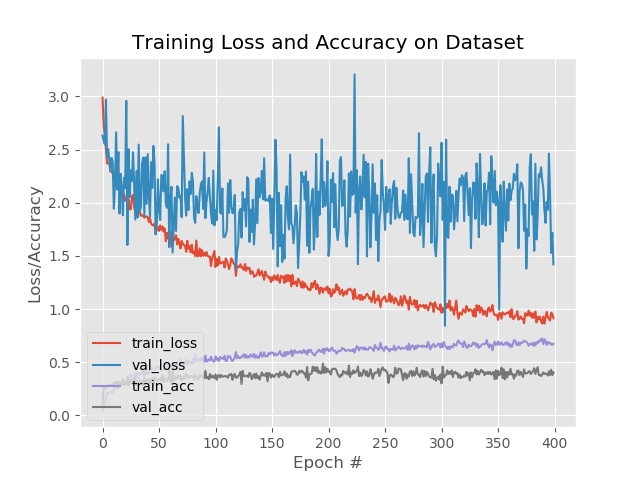 Training Loss and Accuracy on Dataset
3.0
2.5
2.0
1.5
1.0
0.5
0.0
Loss/Accuracy
train_loss
val_loss
train_acc
val_acc
0 50 100 150 200 250 300 350 400
Epoch #